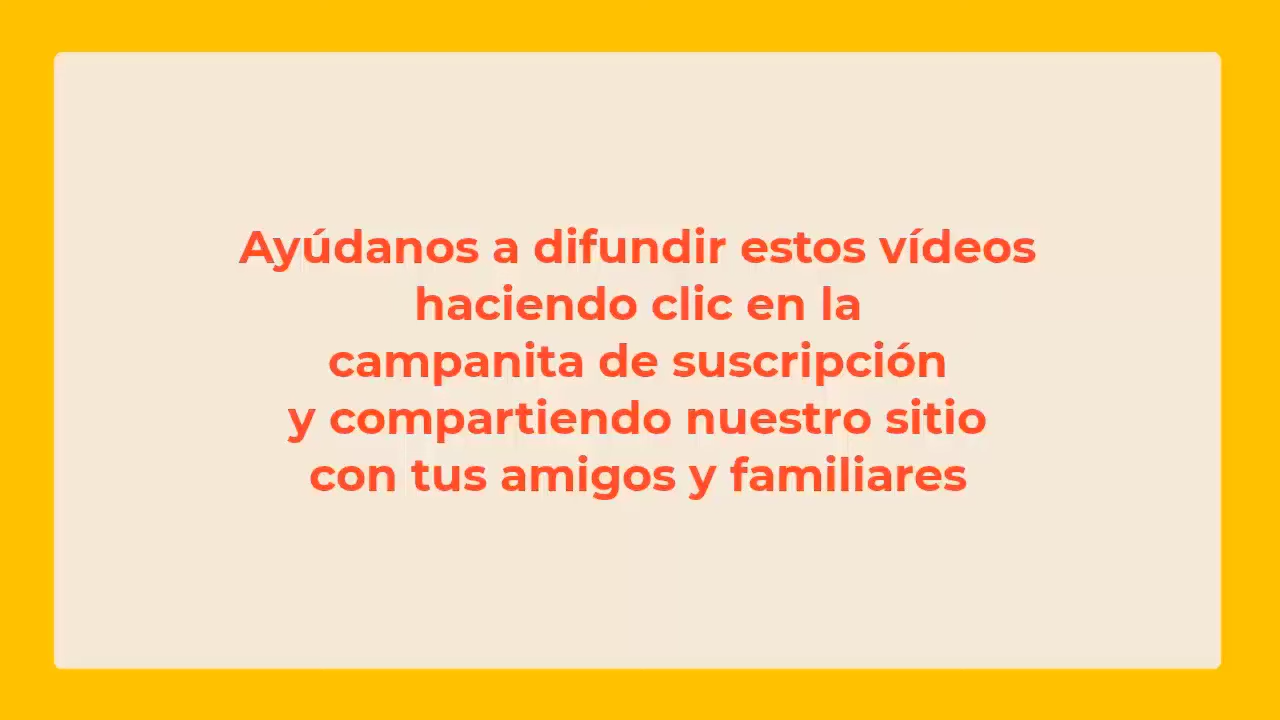 Ayúdanos a difundir estos vídeos
haciendo clic en la
campanita de suscripción
y compartiendo nuestro sitio
con tus amigos y familiares